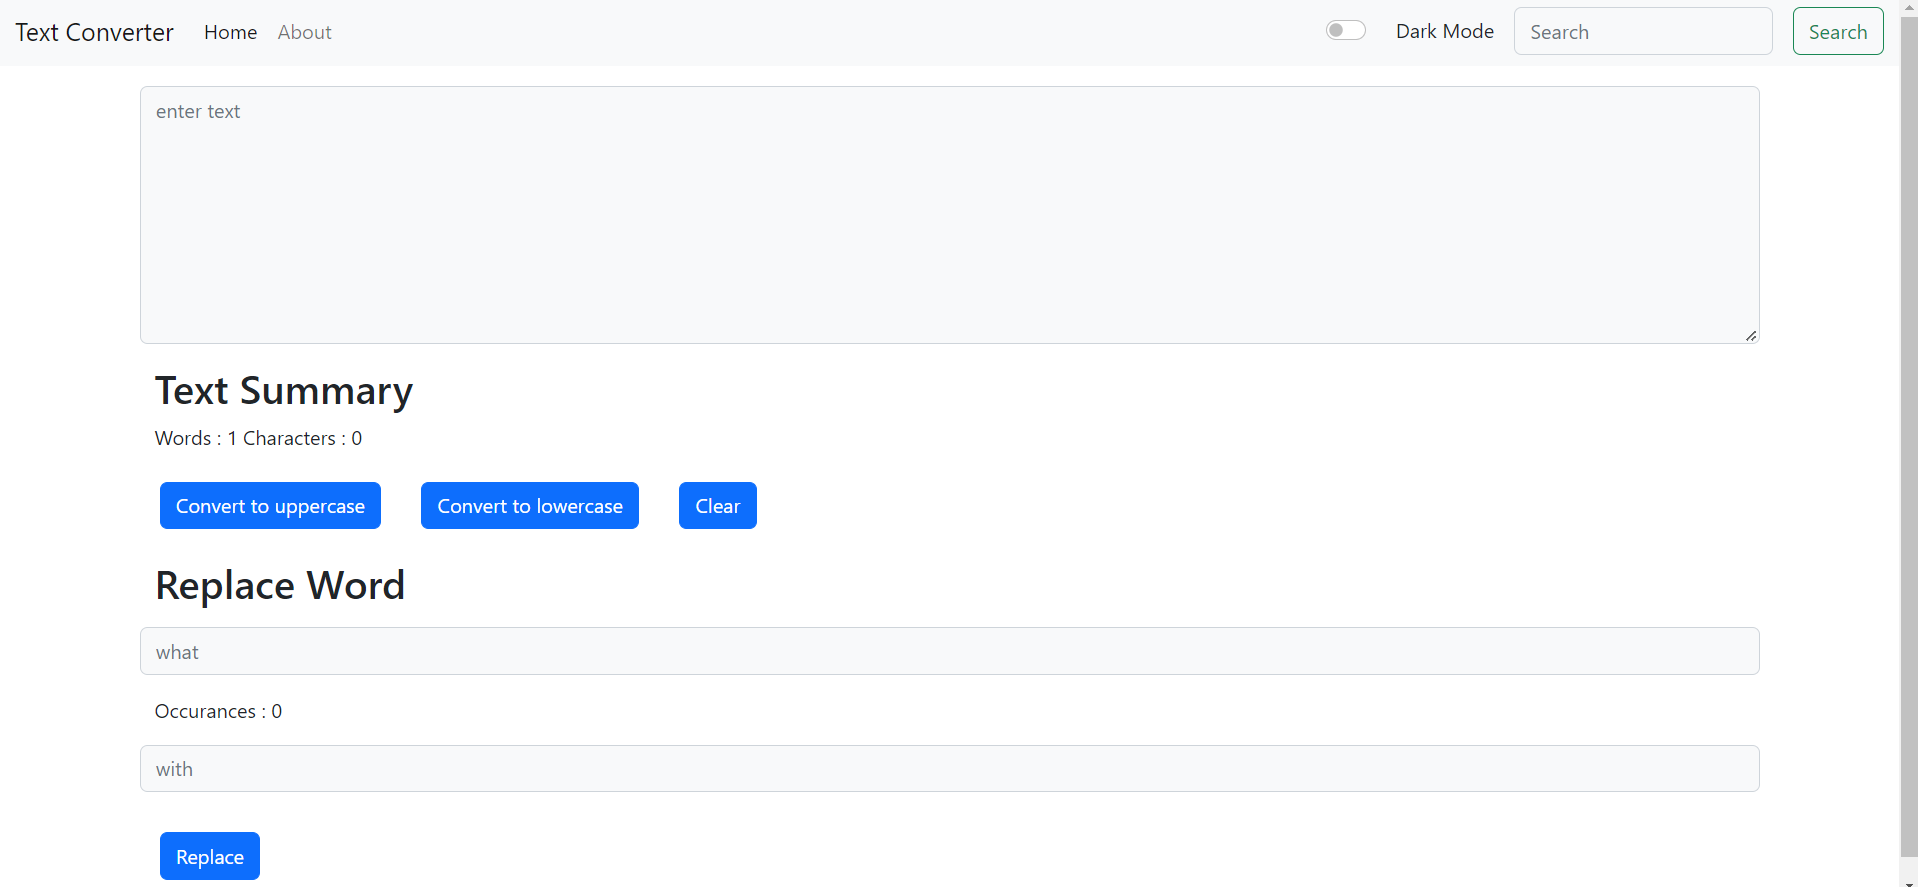 Text Converter Home About Dark Mode Search Search
enter text
Text Summary
Words : 1 Characters : 0
Convert to uppercase Convert to lowercase Clear
Replace Word
what
Occurances : 0
with
Replace